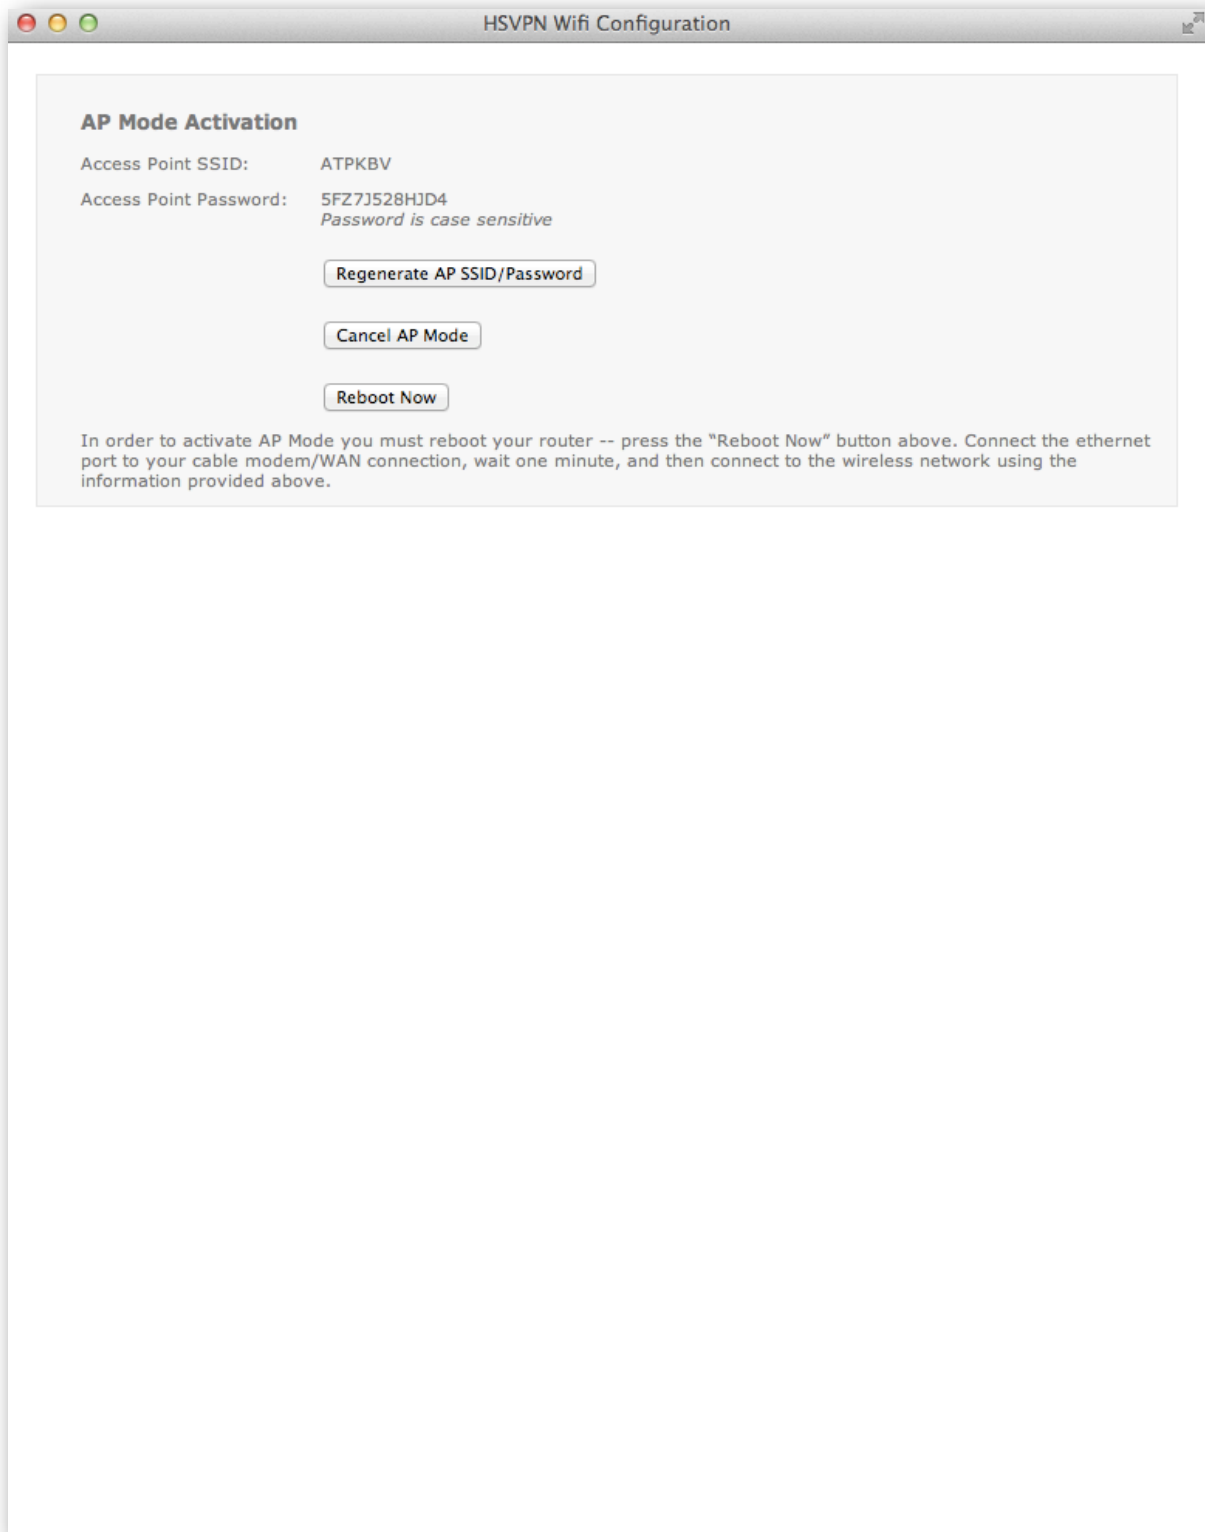 HSVPN Wifi Configuration
AP Mode Activation
Access Point SSID: ATPKBV
Access Point Password: 5FZ7J528HJD4
Password is case sensitive
Regenerate AP SSID/Password
Cancel AP Mode
Reboot Now
In order to activate AP Mode you must reboot your router -- press the “Reboot Now” button above. Connect the ethernet
port to your cable modem/WAN connection, wait one minute, and then connect to the wireless network using the
information provided above.